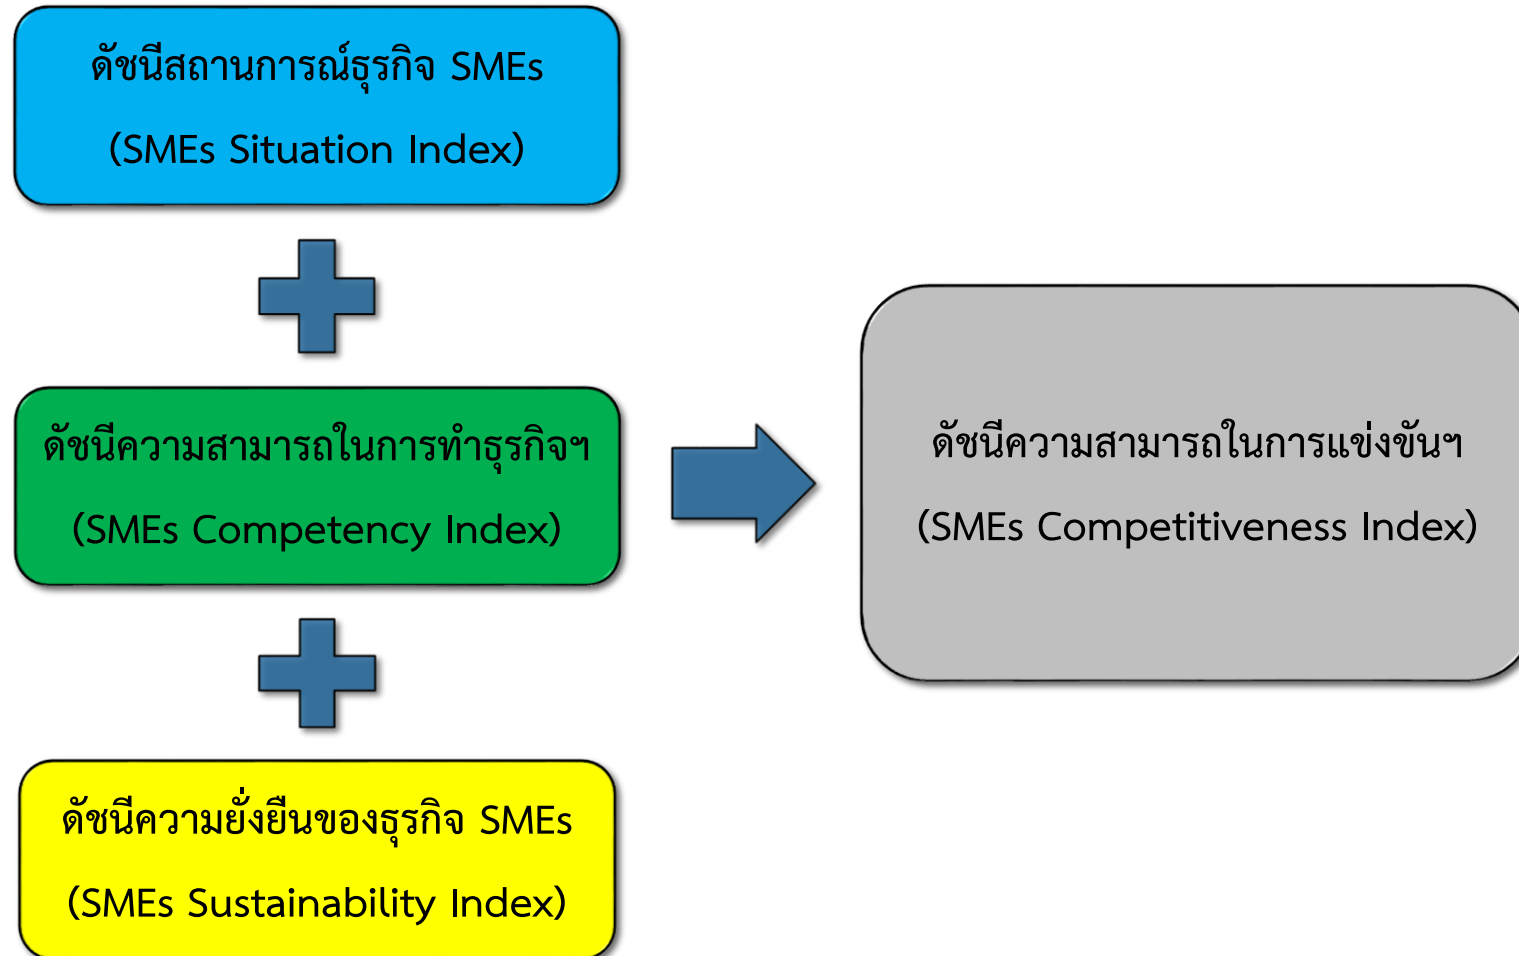 ดัชนีสถานการณ์ธุรกิจ SMEs
(SMEs Situation Index)
ดัชนีความสามารถในการทำธุรกิจฯ
(SMEs Competency Index)
ดัชนีความยั่งยืนของธุรกิจ SMEs
(SMEs Sustainability Index)
ดัชนีความสามารถในการแข่งขันฯ
(SMEs Competitiveness Index)